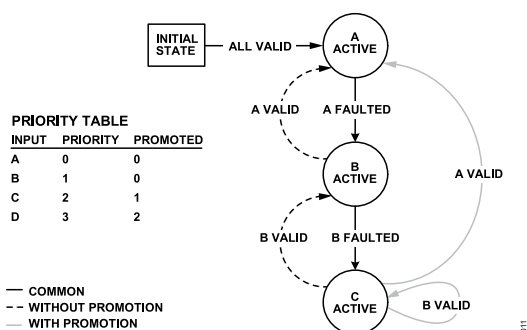 INITIAL
STATE
ALL VALID
A
ACTIVE
A VALID
A FAULTED
B
ACTIVE
A VALID
B VALID
B FAULTED
C
ACTIVE
B VALID
PRIORITY TABLE
INPUT PRIORITY PROMOTED
A 0 0
B 1 0
C 2 1
D 3 2
COMMON
WITHOUT PROMOTION
WITH PROMOTION